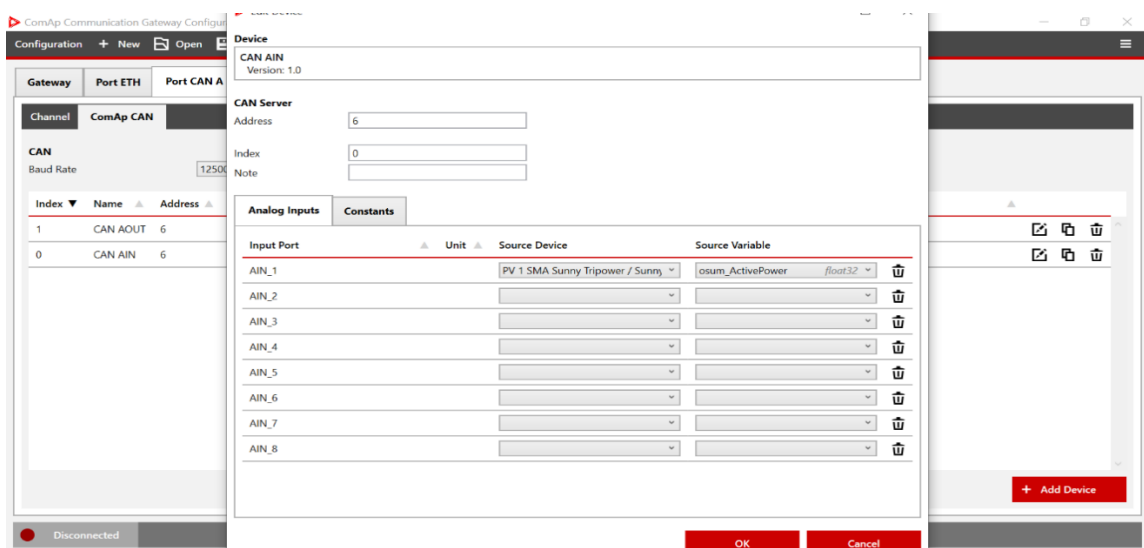 ComAp Communication Gateway Configur
Edit Device
Configuration + New Open
Device
CAN AIN
Version: 1.0
Gateway Port ETH Port CAN A
CAN Server
Channel ComAp CAN
Address 6
CAN
Index 0
Baud Rate 12500
Note
Index Name Address
Analog Inputs Constants
1 CAN AOUT 6
Input Port Unit Source Device Source Variable
0 CAN AIN 6
AIN_1 PV 1 SMA Sunny Tripower / Sunny osum_ActivePower float32
AIN_2
AIN_3
AIN_4
AIN_5
AIN_6
AIN_7
AIN_8
+ Add Device
Disconnected
OK Cancel